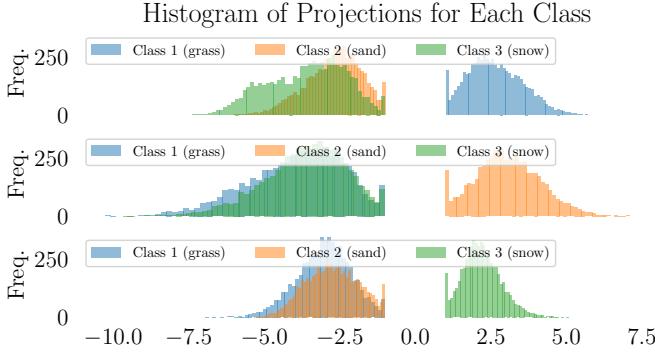 Histogram of Projections for Each Class
Freq.
250
0
Class 1 (grass) Class 2 (sand) Class 3 (snow)
Freq.
250
0
Class 1 (grass) Class 2 (sand) Class 3 (snow)
Freq.
250
0
Class 1 (grass) Class 2 (sand) Class 3 (snow)
−10.0 −7.5 −5.0 −2.5 0.0 2.5 5.0 7.5